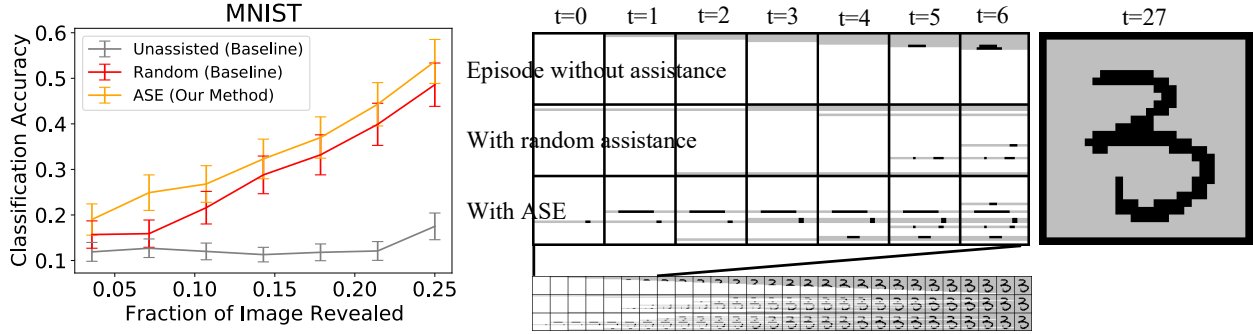 MNIST
Classification Accuracy
0.6
0.5
0.4
0.3
0.2
0.1
Unassisted (Baseline)
Random (Baseline)
ASE (Our Method)
0.05 0.10 0.15 0.20 0.25
Fraction of Image Revealed
t=0 t=1 t=2 t=3 t=4 t=5 t=6 t=27
Episode without assistance
With random assistance
With ASE
3